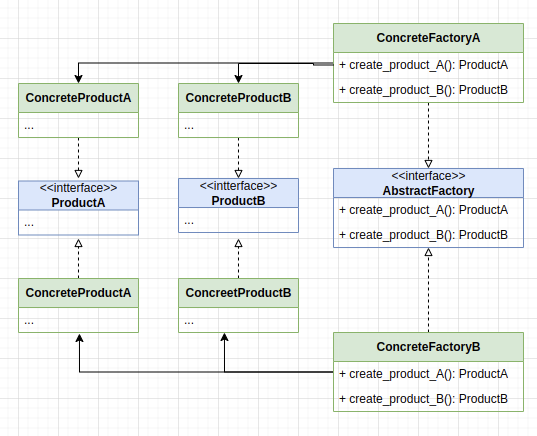 ConcreteFactoryA
+ create_product_A(): ProductA
+ create_product_B(): ProductB
ConcreteProductA
...
ConcreteProductB
...
<<intterface>>
ProductA
...
<<intterface>>
ProductB
...
<<interface>>
AbstractFactory
+ create_product_A(): ProductA
+ create_product_B(): ProductB
ConcreteProductA
...
ConcreetProductB
...
ConcreteFactoryB
+ create_product_A(): ProductA
+ create_product_B(): ProductB